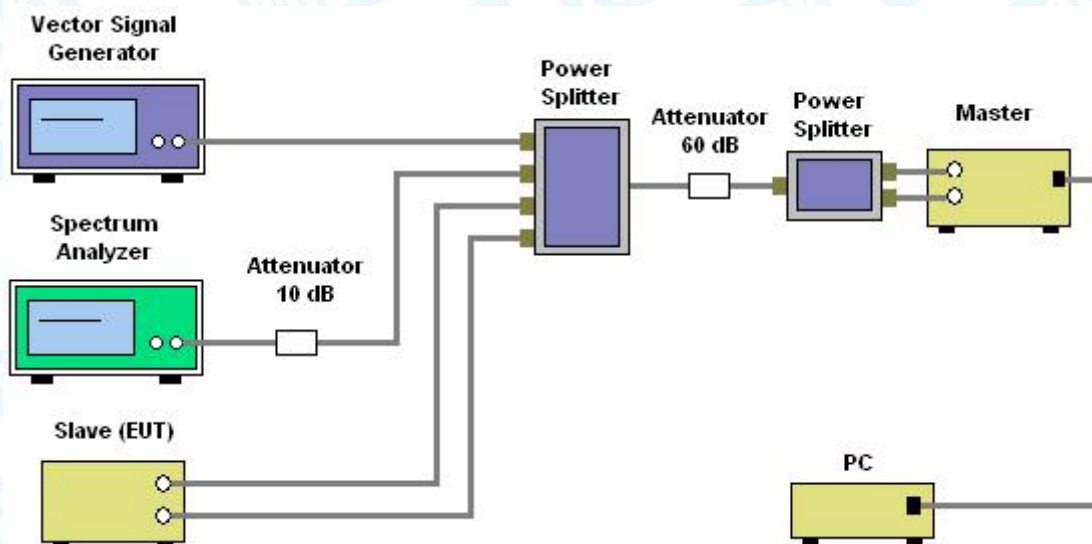 Vector Signal
Generator
Power
Splitter
Attenuator
60 dB
Power
Splitter
Master
Spectrum
Analyzer
Attenuator
10 dB
Slave (EUT)
PC